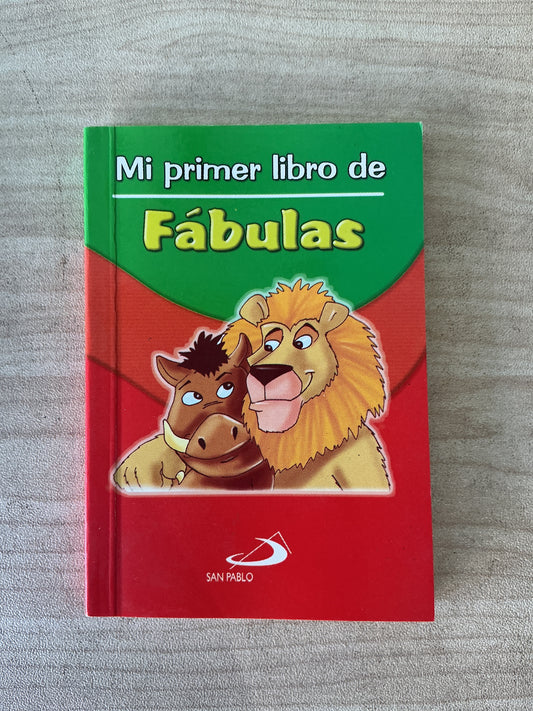 Mi primer libro de
Fábulas
SAN PABLO